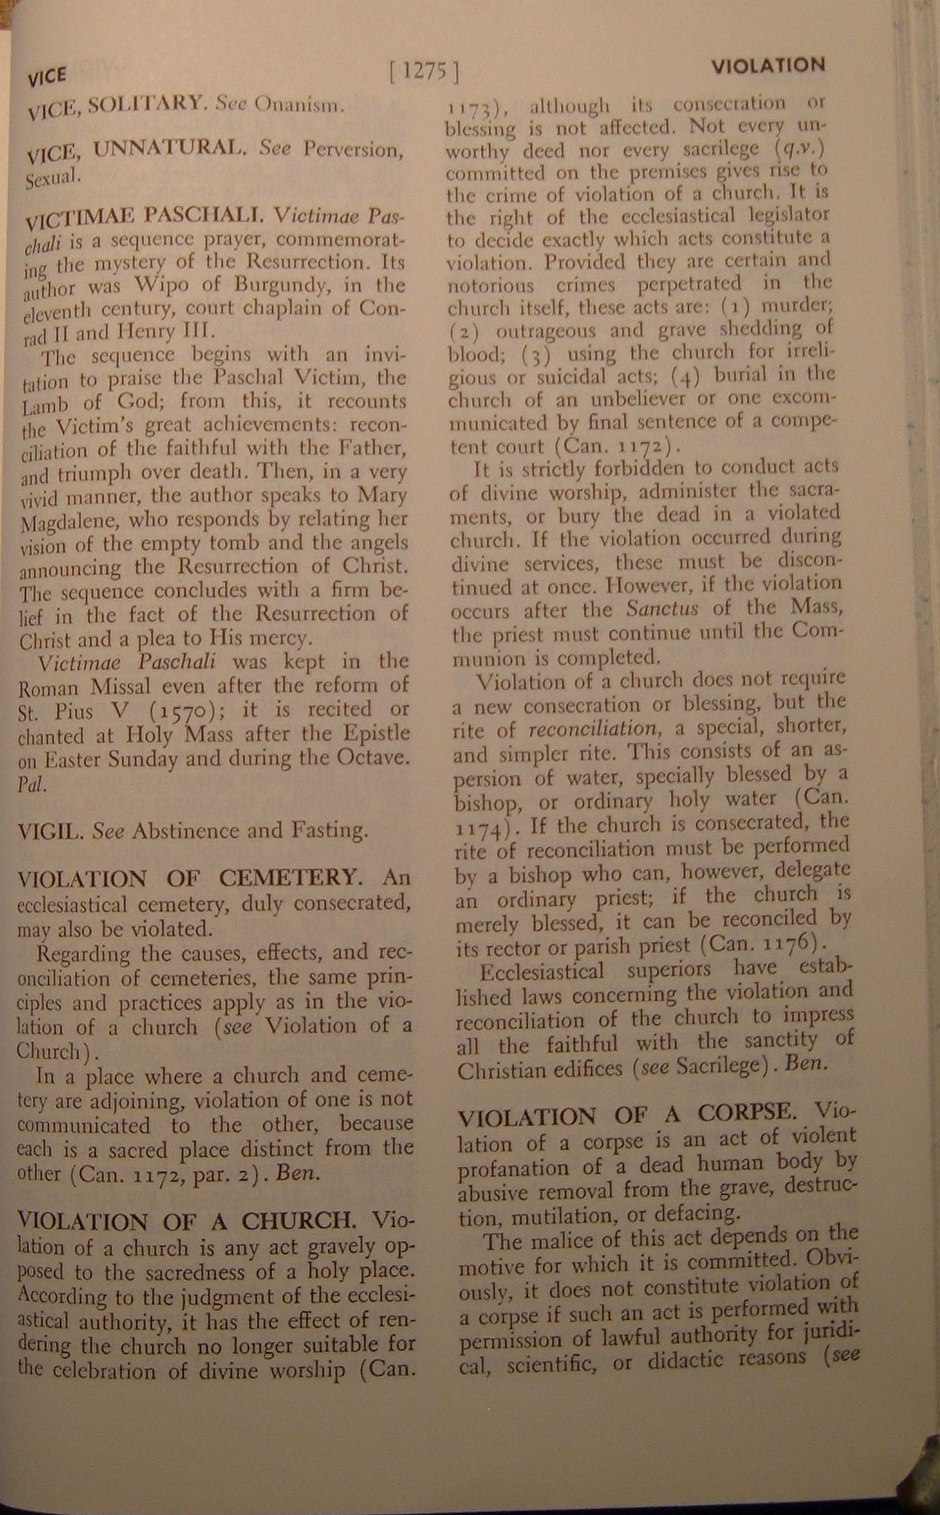 VICE
[ 1275 ]
VIOLATION
VICE, SOLITARY. See Onanism.
VICE, UNNATURAL. See Perversion,
Sexual.
VICTIMAE PASCHALI. Victimae Pas-
chali is a sequence prayer, commemorat-
ing the mystery of the Resurrection. Its
author was Wipo of Burgundy, in the
eleventh century, court chaplain of Con-
rad II and Henry III.
The sequence begins with an invi-
tation to praise the Paschal Victim, the
Lamb of God; from this, it recounts
the Victim's great achievements: recon-
ciliation of the faithful with the Father,
and triumph over death. Then, in a very
vivid manner, the author speaks to Mary
Magdalene, who responds by relating her
vision of the empty tomb and the angels
announcing the Resurrection of Christ.
The sequence concludes with a firm be-
lief in the fact of the Resurrection of
Christ and a plea to His mercy.
Victimae Paschali was kept in the
Roman Missal even after the reform of
St. Pius V (1570); it is recited or
chanted at Holy Mass after the Epistle
on Easter Sunday and during the Octave.
Pal.
VIGIL. See Abstinence and Fasting.
VIOLATION OF CEMETERY. An
ecclesiastical cemetery, duly consecrated,
may also be violated.
Regarding the causes, effects, and rec-
onciliation of cemeteries, the same prin-
ciples and practices apply as in the vio-
lation of a church (see Violation of a
Church).
In a place where a church and ceme-
tery are adjoining, violation of one is not
communicated to the other, because
each is a sacred place distinct from the
other (Can. 1172, par. 2). Ben.
VIOLATION OF A CHURCH. Vio-
lation of a church is any act gravely op-
posed to the sacredness of a holy place.
According to the judgment of the ecclesi-
astical authority, it has the effect of ren-
dering the church no longer suitable for
the celebration of divine worship (Can.
1173), although its consecration or
blessing is not affected. Not every un-
worthy deed nor every sacrilege (q.v.)
committed on the premises gives rise to
the crime of violation of a church. It is
the right of the ecclesiastical legislator
to decide exactly which acts constitute a
violation. Provided they are certain and
notorious crimes perpetrated in the
church itself, these acts are: (1) murder;
(2) outrageous and grave shedding of
blood; (3) using the church for irreli-
gious or suicidal acts; (4) burial in the
church of an unbeliever or one excom-
municated by final sentence of a compe-
tent court (Can. 1172).
It is strictly forbidden to conduct acts
of divine worship, administer the sacra-
ments, or bury the dead in a violated
church. If the violation occurred during
divine services, these must be discon-
tinued at once. However, if the violation
occurs after the Sanctus of the Mass,
the priest must continue until the Com-
munion is completed.
Violation of a church does not require
a new consecration or blessing, but the
rite of reconciliation, a special, shorter,
and simpler rite. This consists of an as-
persion of water, specially blessed by a
bishop, or ordinary holy water (Can.
1174). If the church is consecrated, the
rite of reconciliation must be performed
by a bishop who can, however, delegate
an ordinary priest; if the church is
merely blessed, it can be reconciled by
its rector or parish priest (Can. 1176).
Ecclesiastical superiors have estab-
lished laws concerning the violation and
reconciliation of the church to impress
all the faithful with the sanctity of
Christian edifices (see Sacrilege). Ben.
VIOLATION OF A CORPSE. Vio-
lation of a corpse is an act of violent
profanation of a dead human body by
abusive removal from the grave, destruc-
tion, mutilation, or defacing.
The malice of this act depends on the
motive for which it is committed. Obvi-
ously, it does not constitute violation of
a corpse if such an act is performed with
permission of lawful authority for juridi-
cal, scientific, or didactic reasons (see